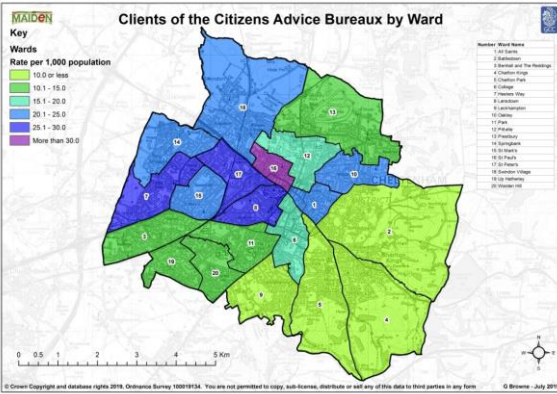 MAIDEN
Clients of the Citizens Advice Bureaux by Ward
GCC
Key
Wards
Rate per 1,000 population
10.0 or less
10.1 - 15.0
15.1 - 20.0
20.1 - 25.0
25.1 - 30.0
More than 30.0
Number Ward Name
1 All Saints
2 Battledown
3 Benhall and The Reddings
4 Charlton Kings
5 Charlton Park
6 College
7 Hesters Way
8 Lansdown
9 Leckhampton
10 Oakley
11 Park
12 Pittville
13 Prestbury
14 Springbank
15 St Mark's
16 St Paul's
17 St Peter's
18 Swindon Village
19 Up Hatherley
20 Warden Hill
18
13
14
12
16
17
10
7
15
8
1
2
6
3
11
19
20
9
5
4
0 0.5 1 2 3 4 5 Km
N
© Crown Copyright and database rights 2019, Ordnance Survey 100019134. You are not permitted to copy, sub-license, distribute or sell any of this data to third parties in any form
G Browne - July 201